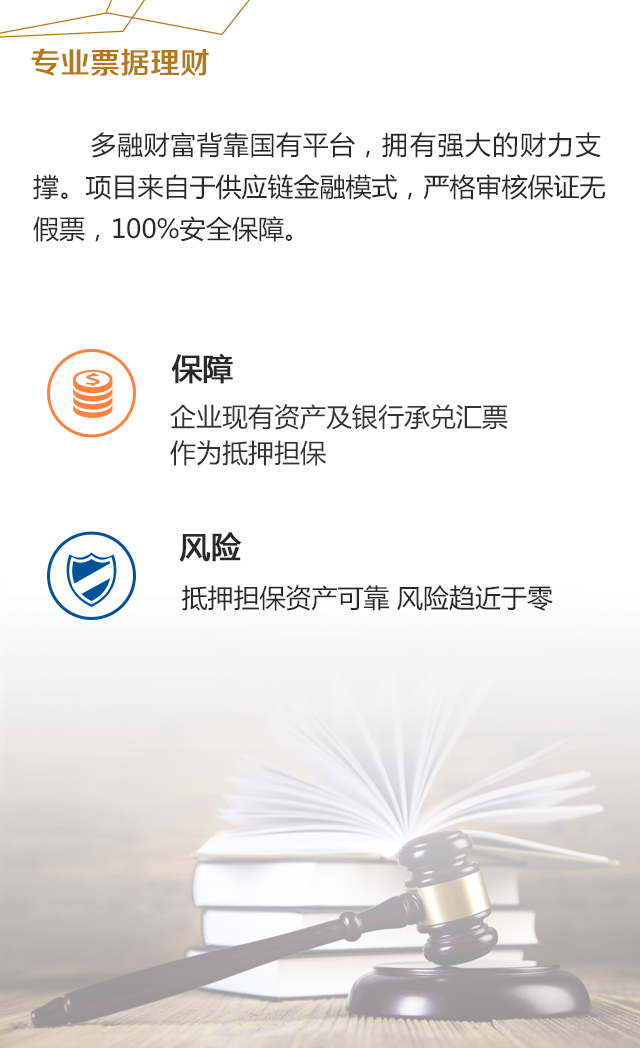 专业票据理财
多融财富背靠国有平台，拥有强大的财力支
撑。项目来自于供应链金融模式，严格审核保证无
假票，100%安全保障。
保障
企业现有资产及银行承兑汇票
作为抵押担保
风险
抵押担保资产可靠 风险趋近于零